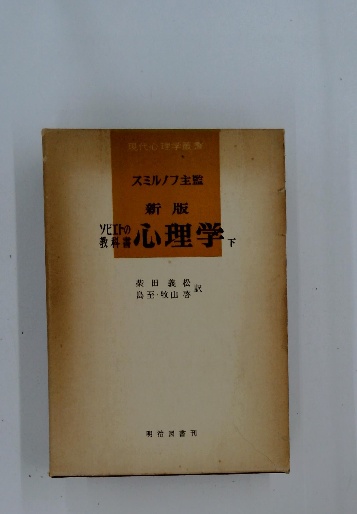 現代心理学叢書
スミルノフ主監
新版
ソビエトの教科書 心理学 下
柴田義松
島至・牧山啓 訳
明治図書刊